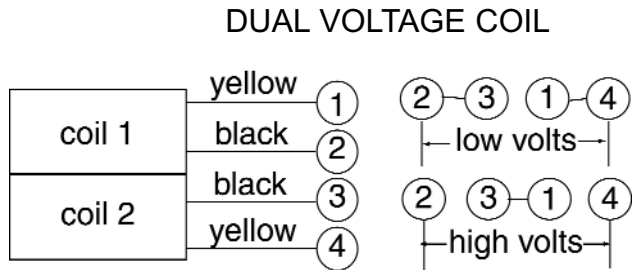 DUAL VOLTAGE COIL
yellow 1
coil 1
black 2
black 3
coil 2
yellow 4
2 3 1 4
low volts
2 3 1 4
high volts